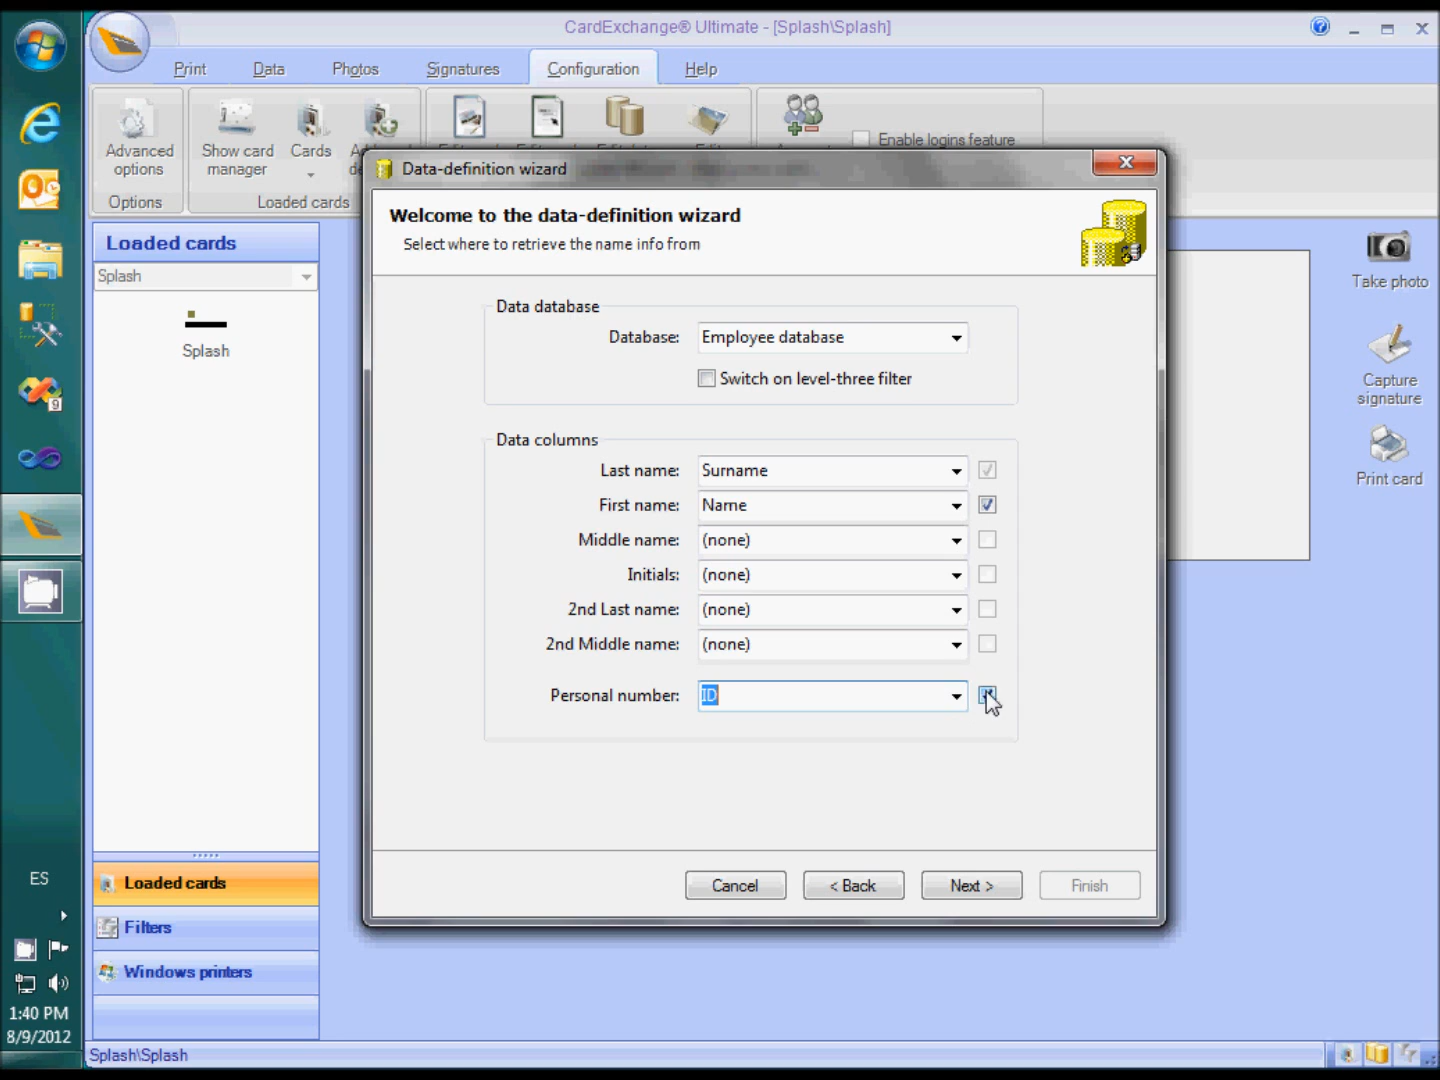 CardExchange® Ultimate - [Splash\Splash]
Print Data Photos Signatures Configuration Help
Advanced options
Show card manager
Cards
Enable logins feature
Options
Loaded cards
Data-definition wizard
Welcome to the data-definition wizard
Select where to retrieve the name info from
Loaded cards
Splash
Splash
Data database
Database: Employee database
Switch on level-three filter
Data columns
Last name: Surname
First name: Name
Middle name: (none)
Initials: (none)
2nd Last name: (none)
2nd Middle name: (none)
Personal number: ID
Cancel < Back Next > Finish
Take photo
Capture signature
Print card
Loaded cards
Filters
Windows printers
Splash\Splash
9
ES
1:40 PM
8/9/2012